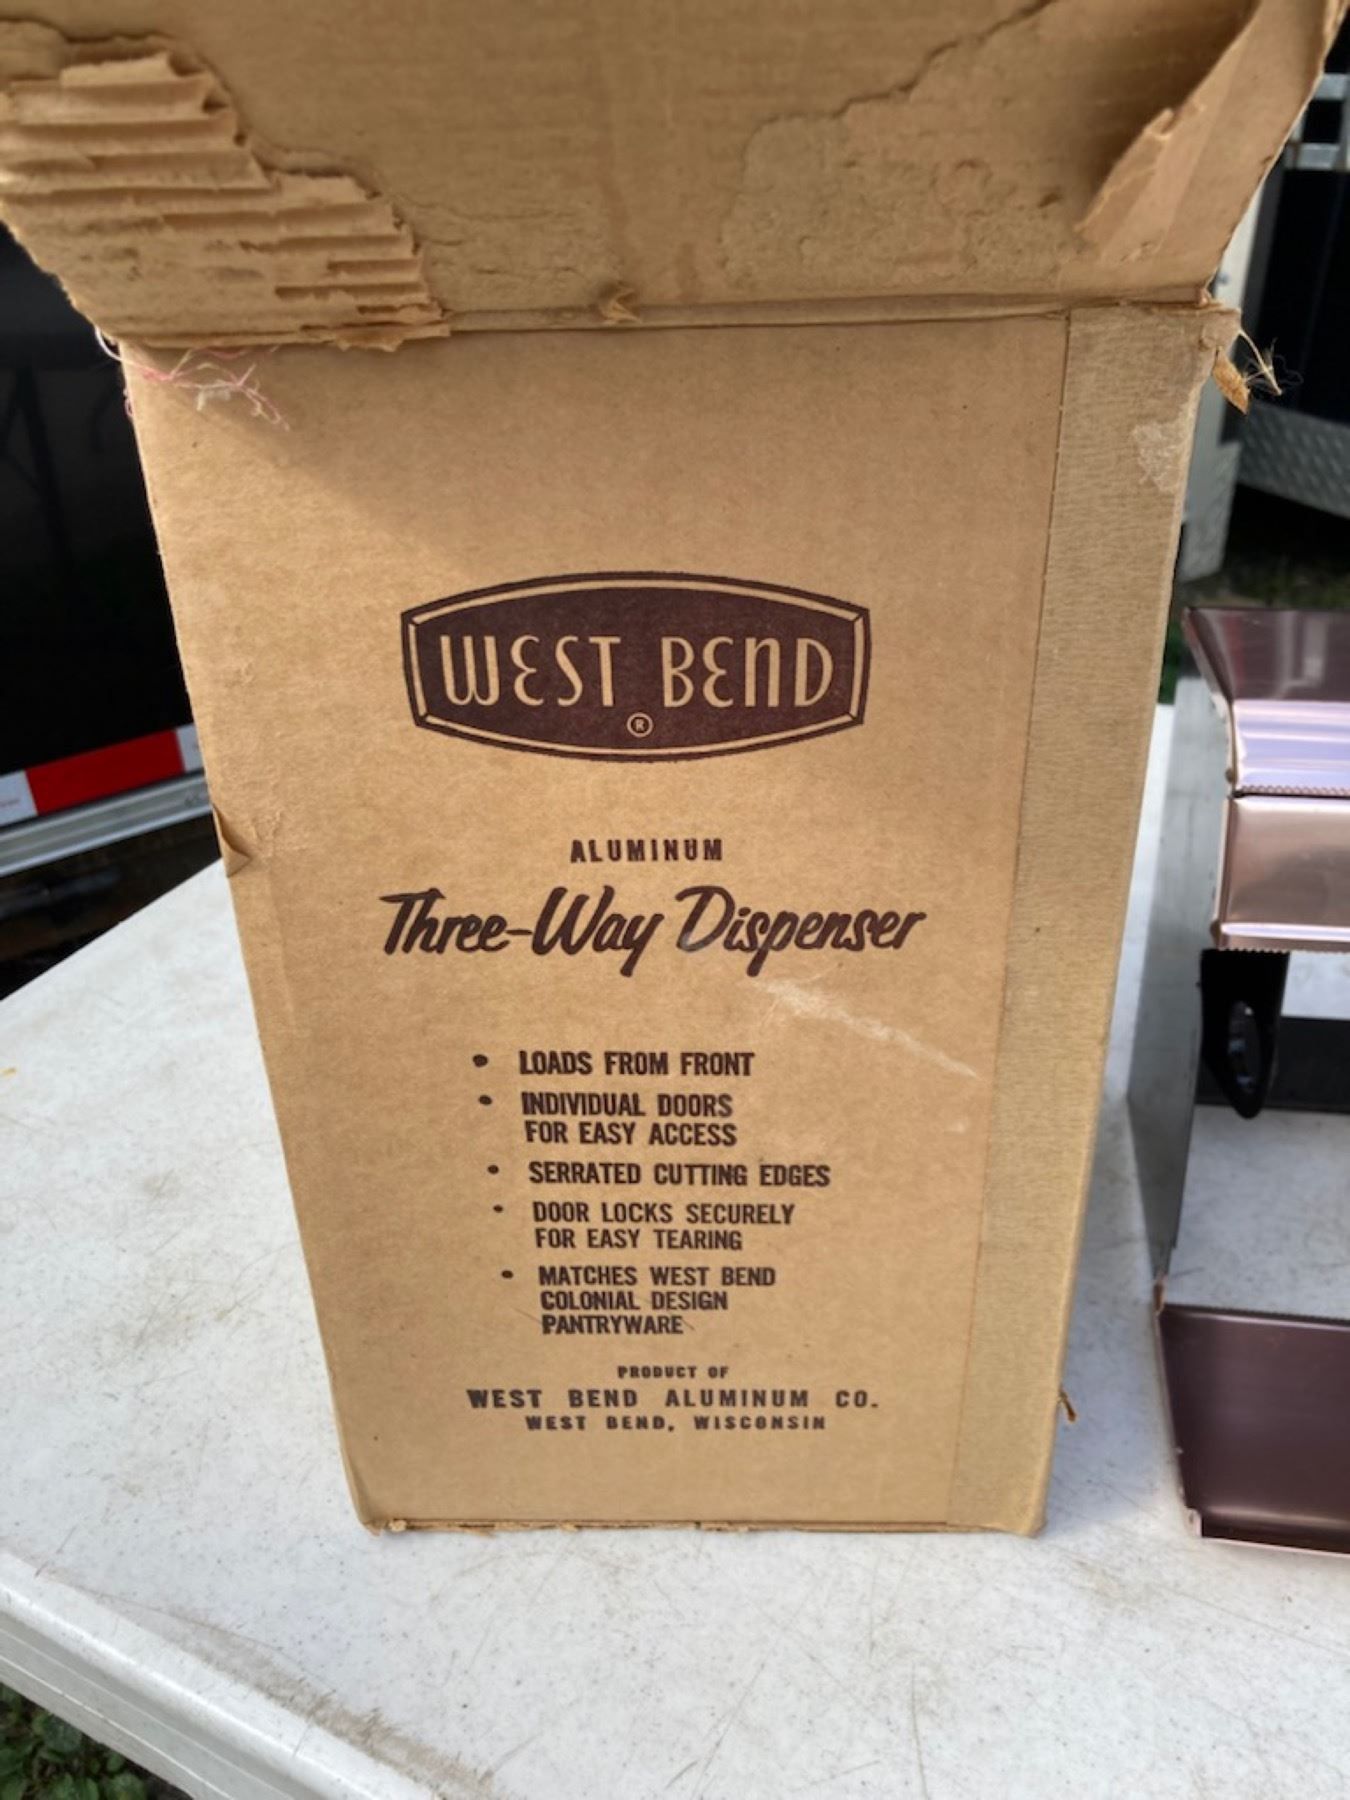 WEST BEND
®
ALUMINUM
Three-Way Dispenser
• LOADS FROM FRONT
• INDIVIDUAL DOORS
FOR EASY ACCESS
• SERRATED CUTTING EDGES
• DOOR LOCKS SECURELY
FOR EASY TEARING
• MATCHES WEST BEND
COLONIAL DESIGN
PANTRYWARE
PRODUCT OF
WEST BEND ALUMINUM CO.
WEST BEND, WISCONSIN